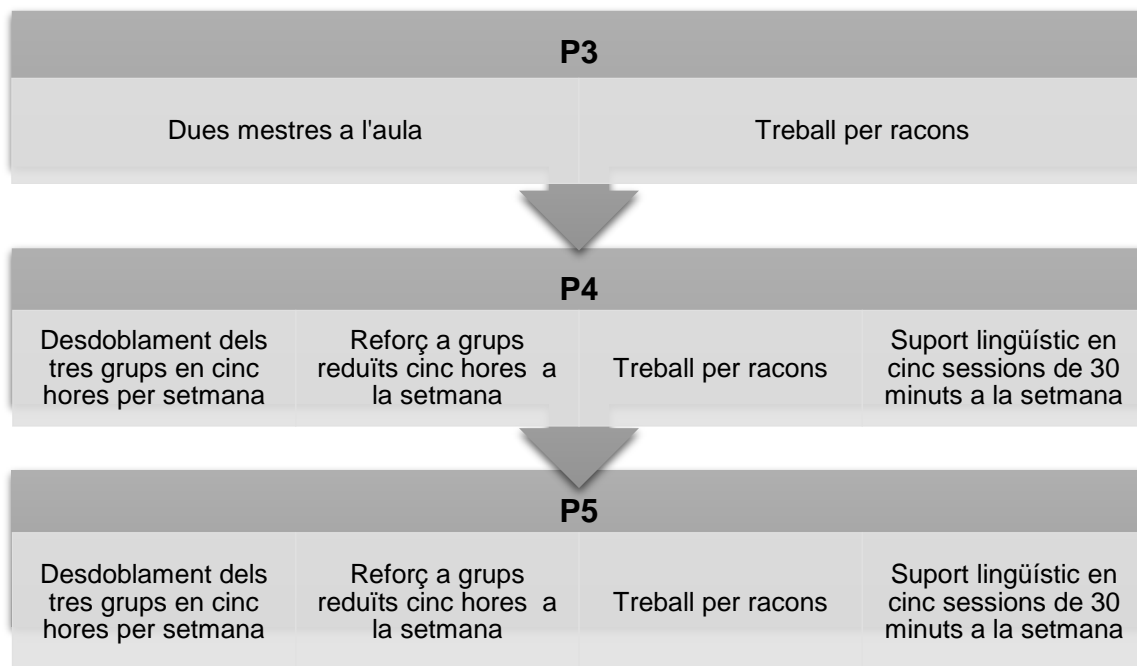 P3
Dues mestres a l'aula
Treball per racons
P4
Desdoblament dels
tres grups en cinc
hores per setmana
Reforç a grups
reduïts cinc hores a
la setmana
Treball per racons
Suport lingüístic en
cinc sessions de 30
minuts a la setmana
P5
Desdoblament dels
tres grups en cinc
hores per setmana
Reforç a grups
reduïts cinc hores a
la setmana
Treball per racons
Suport lingüístic en
cinc sessions de 30
minuts a la setmana